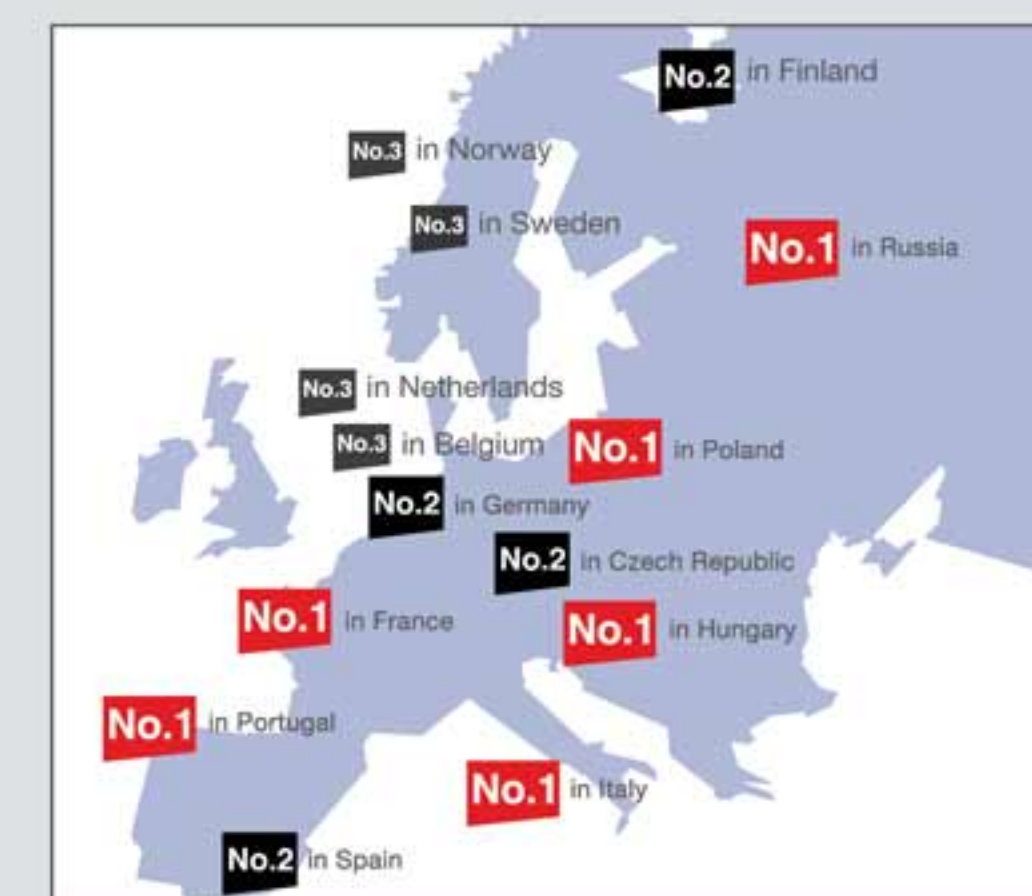 No.2 in Finland
No.3 in Norway
No.3 in Sweden
No.1 in Russia
No.3 in Netherlands
No.3 in Belgium
No.1 in Poland
No.2 in Germany
No.2 in Czech Republic
No.1 in France
No.1 in Hungary
No.1 in Portugal
No.1 in Italy
No.2 in Spain